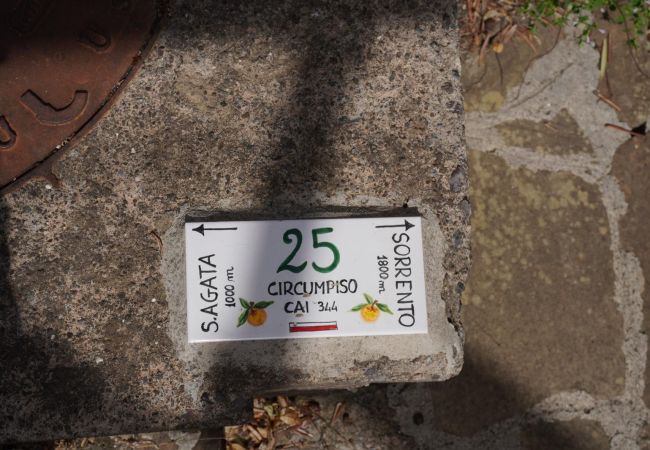 S.AGATA
1000 m
25
CIRCUMPISO
CAI 344
SORRENTO
1800 m.